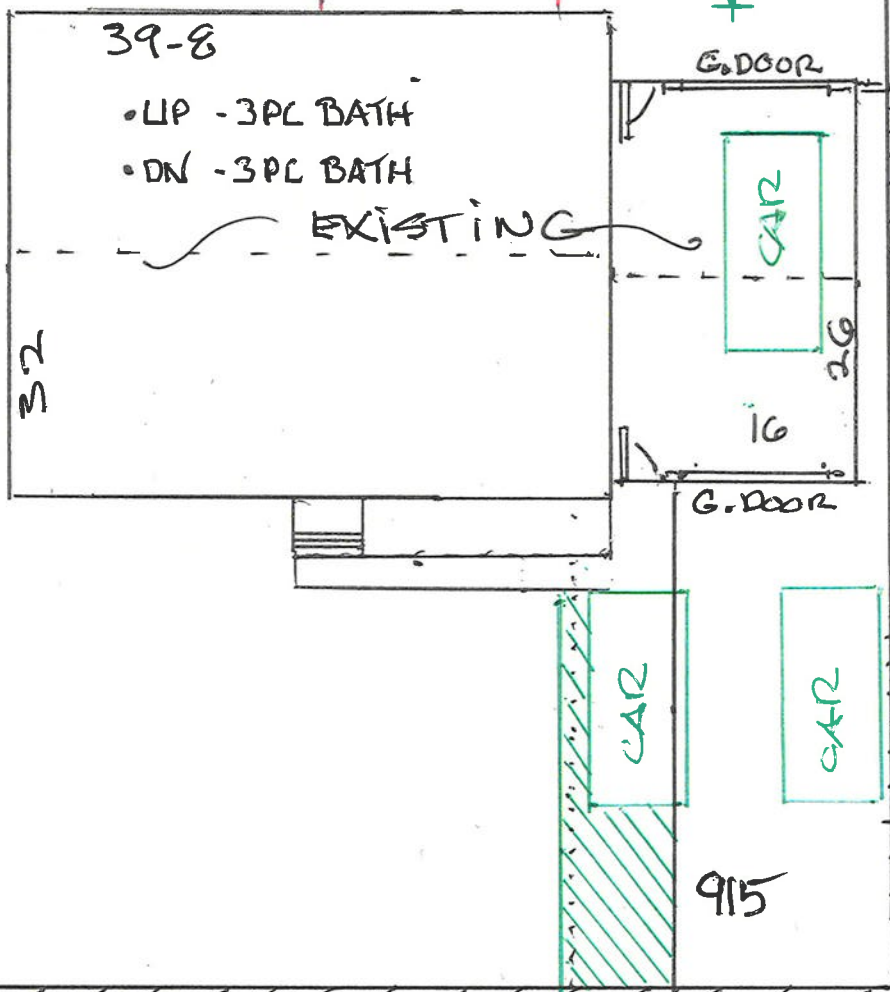 39-8
G.DOOR
•UP -3PC BATH
•DN -3PC BATH
CAR
EXISTING
32
26
16
G.DOOR
CAR
CAR
915